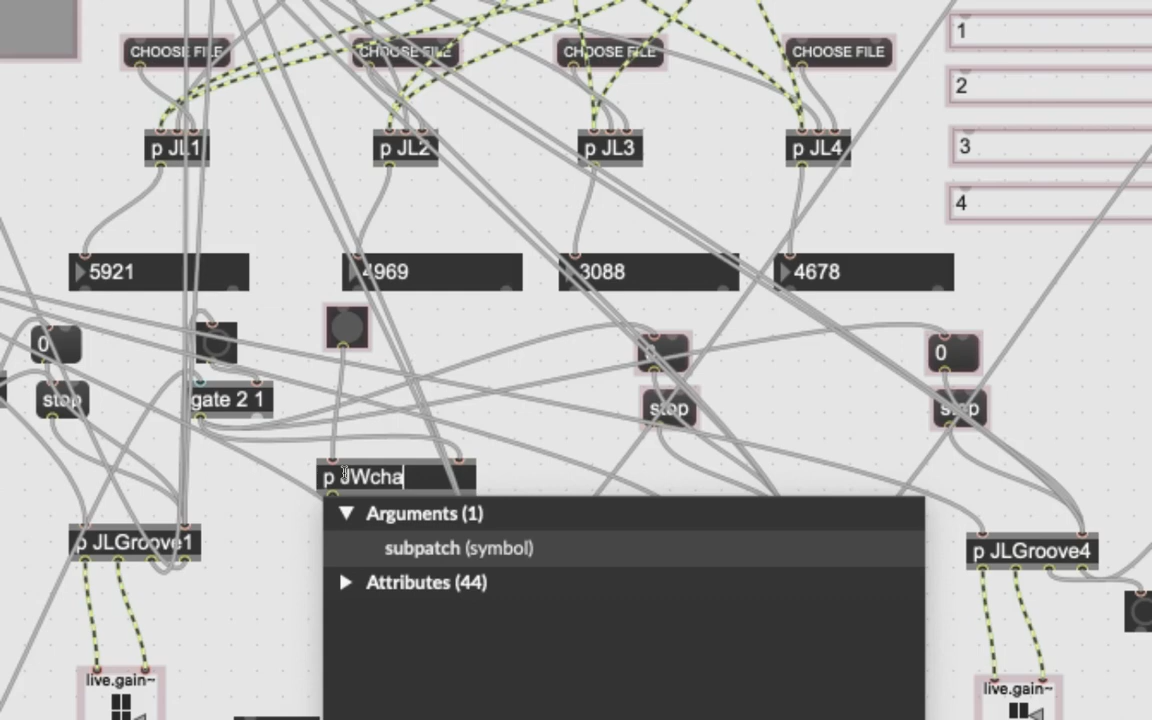 CHOOSE FILE
CHOOSE FILE
CHOOSE FILE
CHOOSE FILE
1
2
3
4
p JL1
p JL2
p JL3
p JL4
5921
4969
3088
4678
0
0
stop
gate 2 1
stop
stop
p JWcha
Arguments (1)
subpatch (symbol)
Attributes (44)
p JLGroove1
p JLGroove4
live.gain~
live.gain~